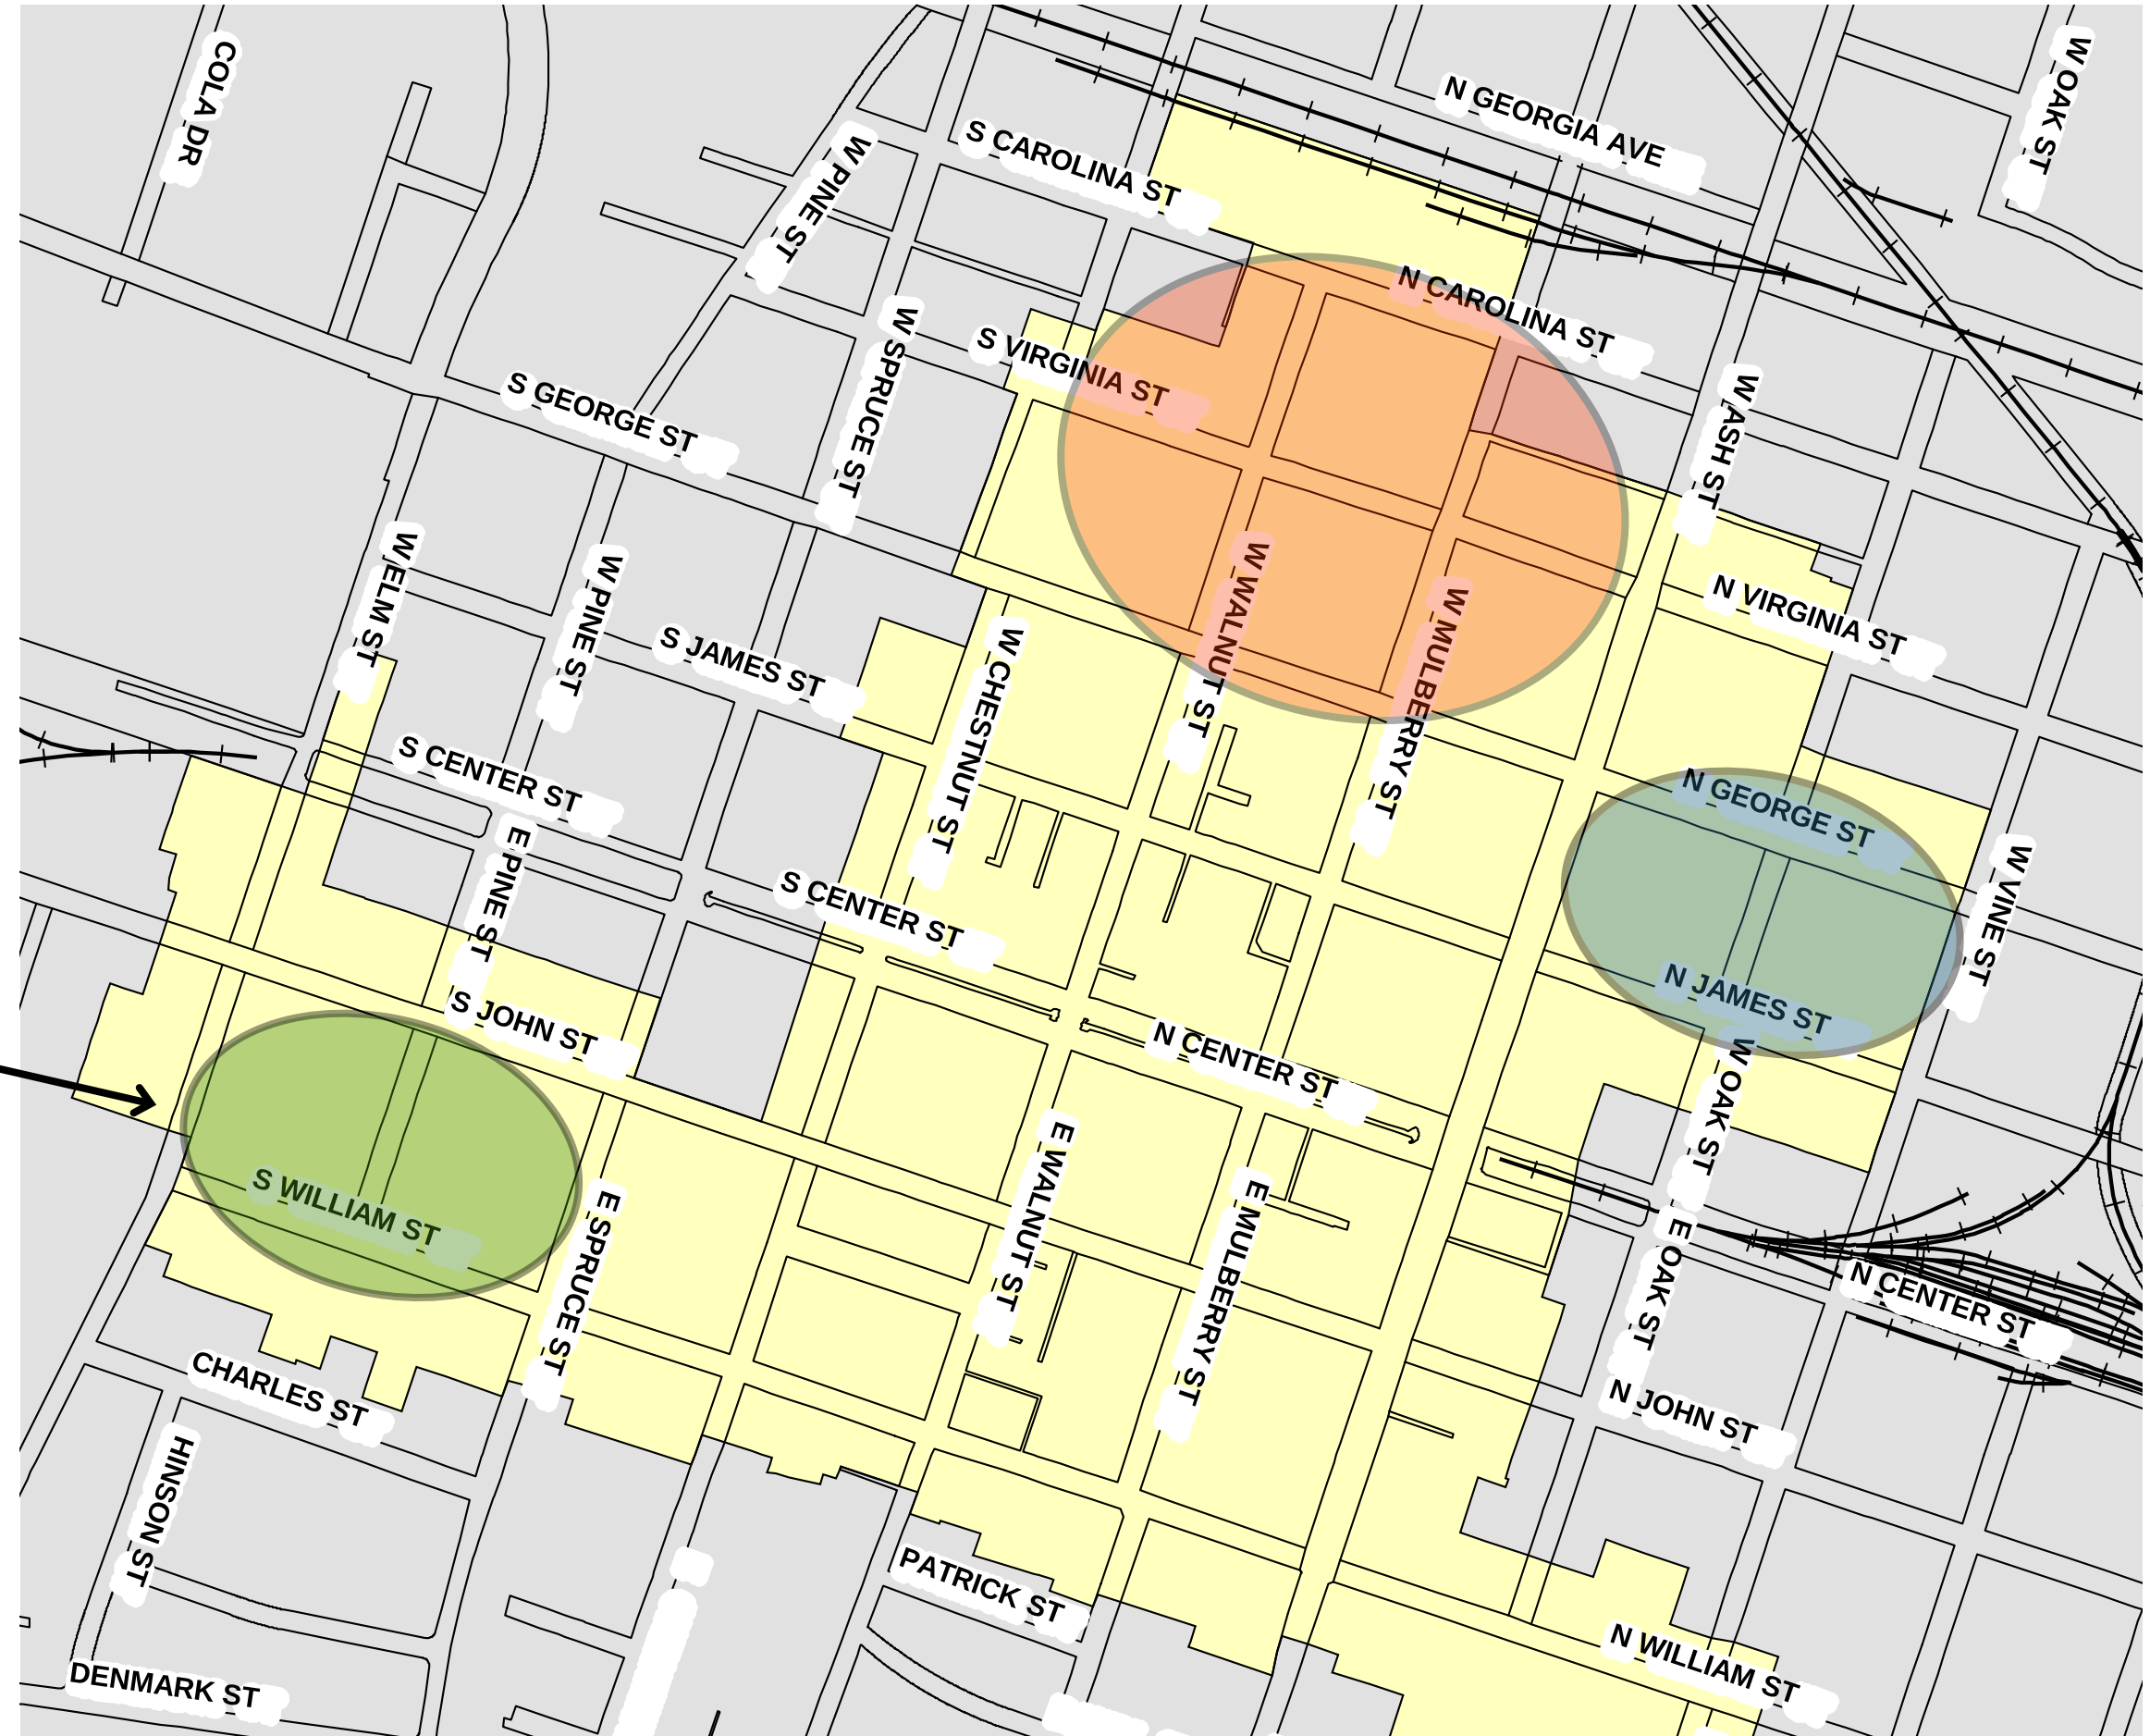 COLA DR
W OAK ST
N GEORGIA AVE
S CAROLINA ST
W PINE ST
N CAROLINA ST
W SPRUCE ST
S VIRGINIA ST
S GEORGE ST
W ASH ST
W ELM ST
W PINE ST
W WALNUT ST
W MULBERRY ST
N VIRGINIA ST
S JAMES ST
W CHESTNUT ST
S CENTER ST
N GEORGE ST
E PINE ST
S CENTER ST
W VINE ST
N JAMES ST
S JOHN ST
N CENTER ST
W OAK ST
E WALNUT ST
S WILLIAM ST
E SPRUCE ST
E MULBERRY ST
E OAK ST
N CENTER ST
CHARLES ST
N JOHN ST
HINSON ST
PATRICK ST
N WILLIAM ST
DENMARK ST